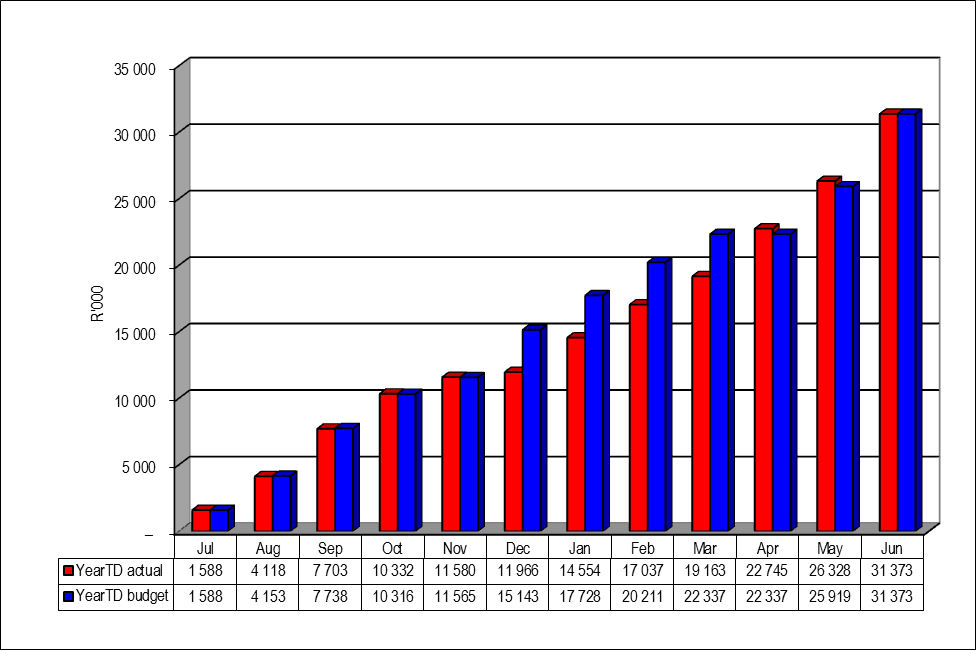 35 000
30 000
25 000
20 000
15 000
10 000
5 000
–
R'000
Jul Aug Sep Oct Nov Dec Jan Feb Mar Apr May Jun
YearTD actual 1 588 4 118 7 703 10 332 11 580 11 966 14 554 17 037 19 163 22 745 26 328 31 373
YearTD budget 1 588 4 153 7 738 10 316 11 565 15 143 17 728 20 211 22 337 22 337 25 919 31 373